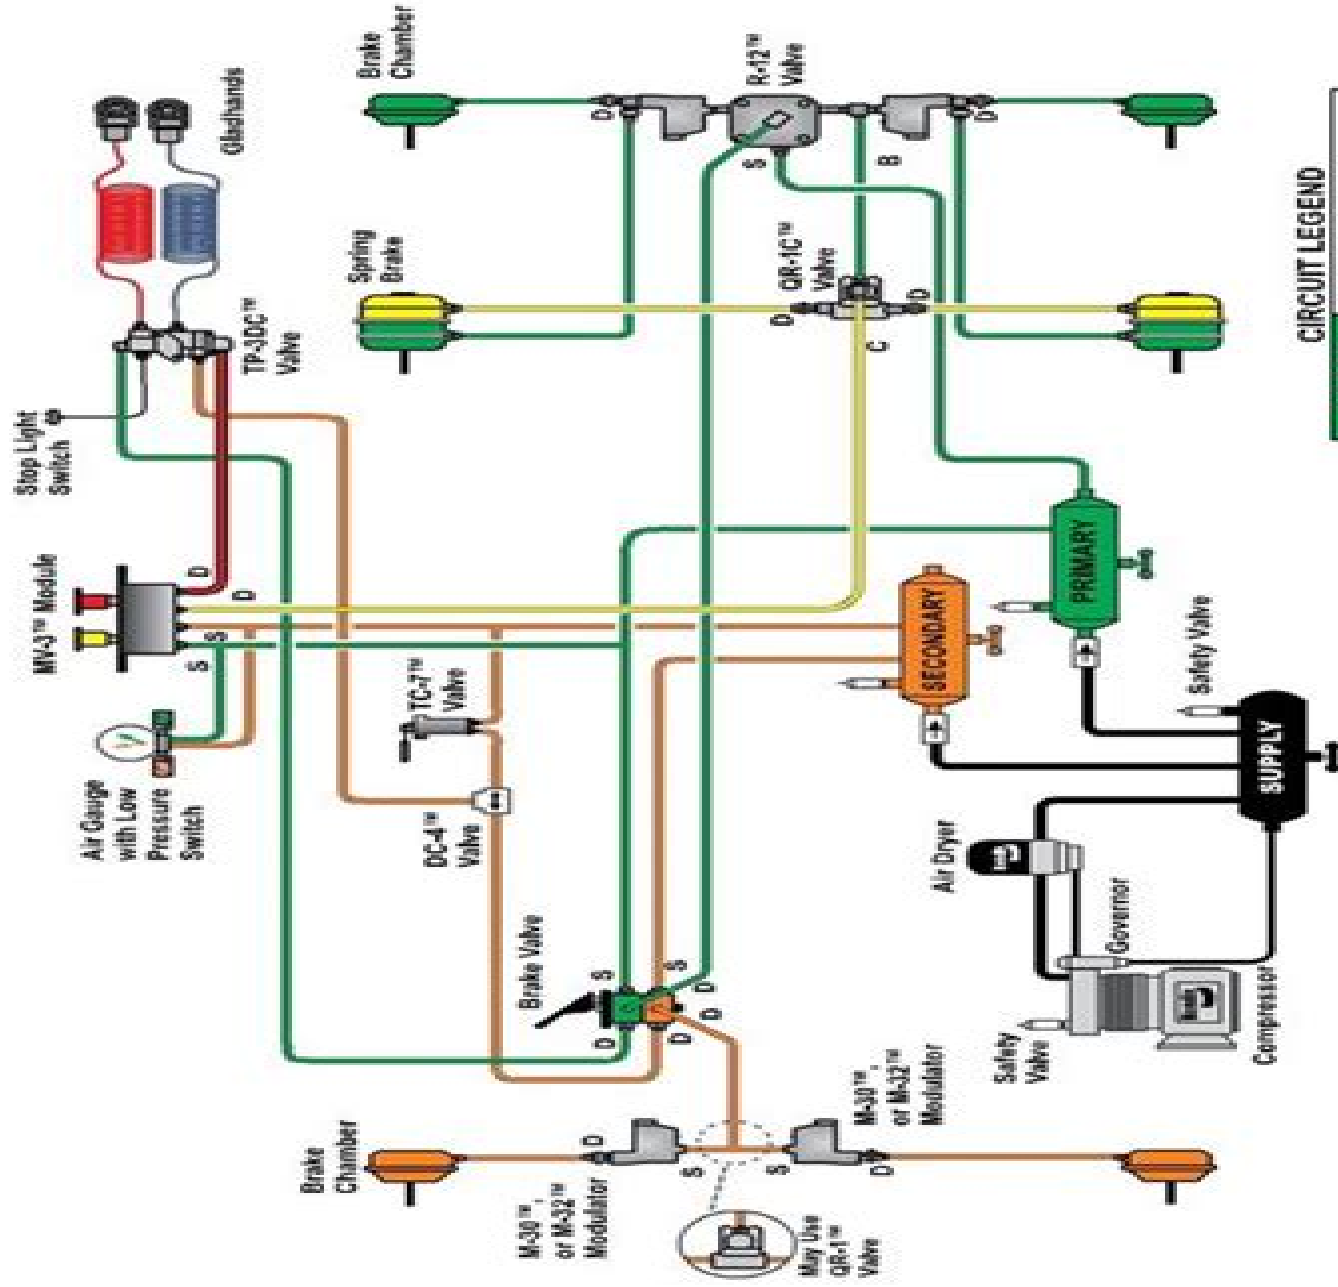 Stop Light
Switch
Gladhands
TP-3DC™
Valve
Brake
Chamber
R-12™
Valve
D
S
B
D
Spring
Brake
QR-1C™
Valve
D
D
C
MV-3™ Module
D
D
S
S
Air Gauge
with Low
Pressure
Switch
TC-7™
Valve
DC-4™
Valve
Brake Valve
S
S
D
D
D
D
SECONDARY
PRIMARY
Safety Valve
SUPPLY
Air Dryer
Governor
Compressor
Safety
Valve
Brake
Chamber
M-30™,
or M-32™
Modulator
D
S
S
D
M-30™,
or M-32™
Modulator
May Use
QR-1™
Valve
CIRCUIT LEGEND